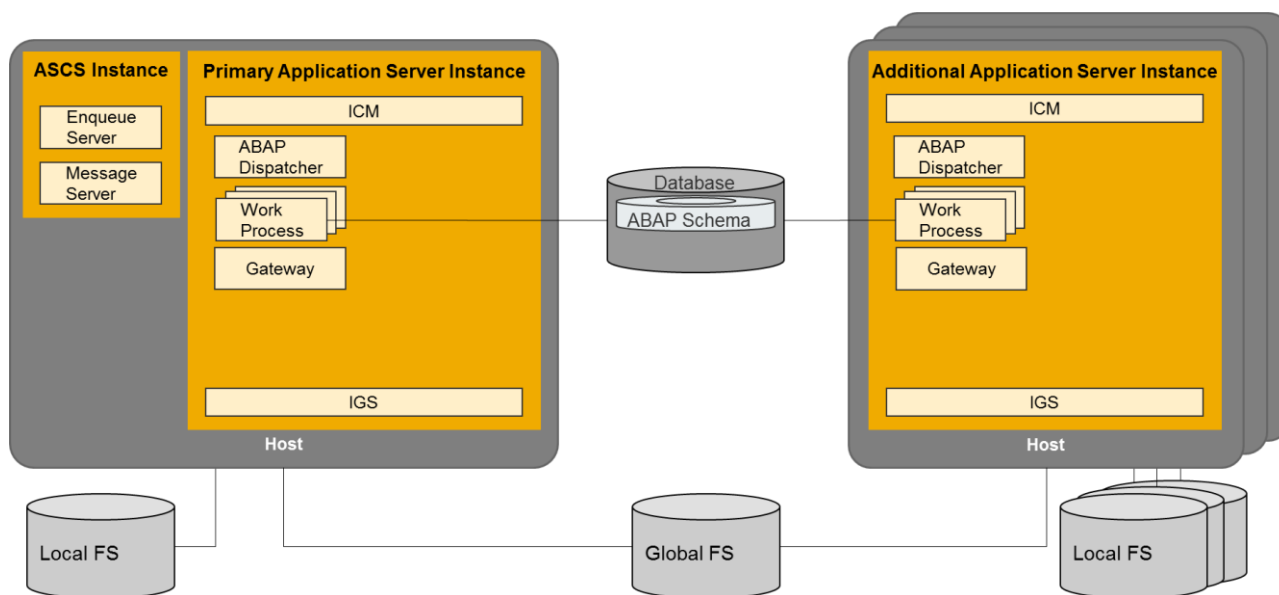 ASCS Instance
Enqueue
Server
Message
Server
Primary Application Server Instance
ICM
ABAP
Dispatcher
Work
Process
Gateway
IGS
Host
Database
ABAP Schema
Additional Application Server Instance
ICM
ABAP
Dispatcher
Work
Process
Gateway
IGS
Host
Local FS
Global FS
Local FS